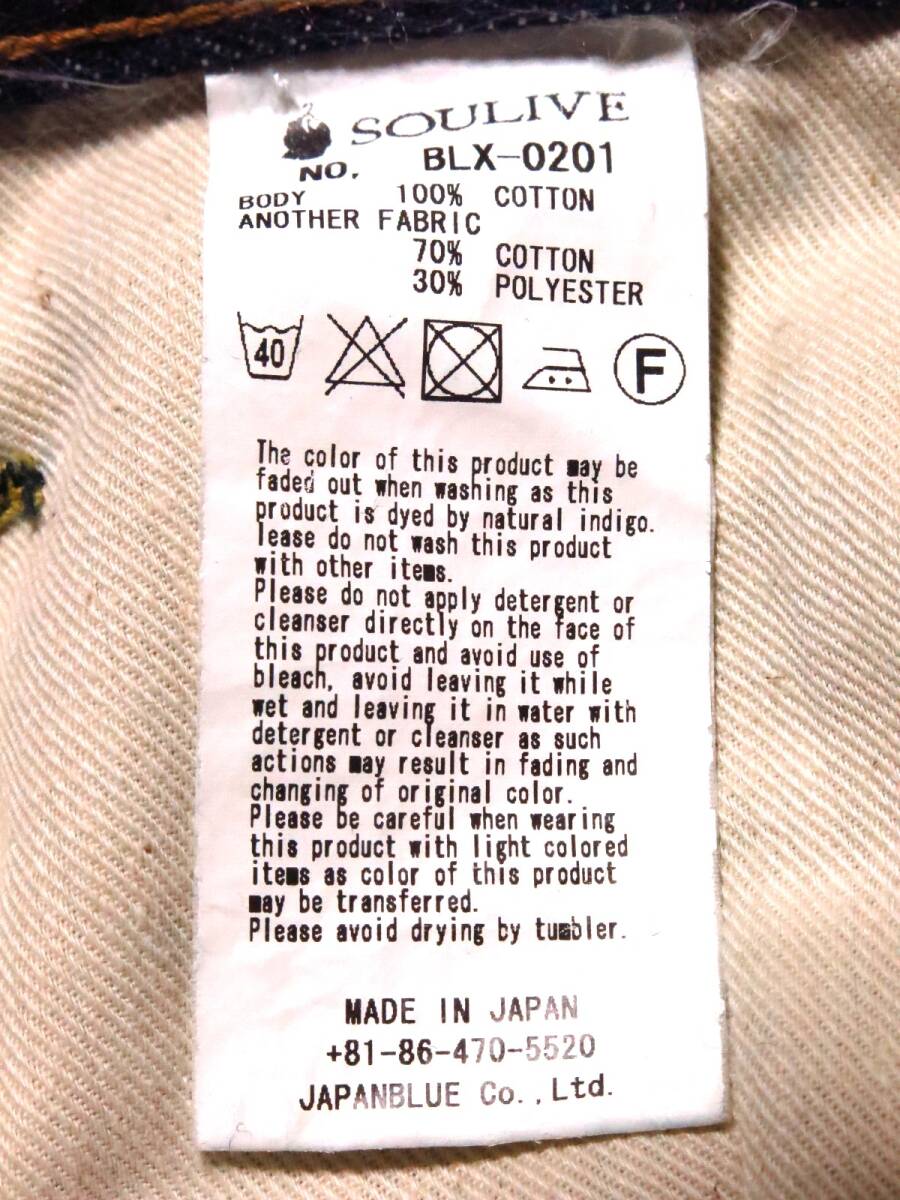 SOULIVE
NO. BLX-0201
BODY 100% COTTON
ANOTHER FABRIC
70% COTTON
30% POLYESTER
40
F
The color of this product may be
faded out when washing as this
product is dyed by natural indigo.
lease do not wash this product
with other items.
Please do not apply detergent or
cleanser directly on the face of
this product and avoid use of
bleach, avoid leaving it while
wet and leaving it in water with
detergent or cleanser as such
actions may result in fading and
changing of original color.
Please be careful when wearing
this product with light colored
items as color of this product
may be transferred.
Please avoid drying by tumbler.
MADE IN JAPAN
+81-86-470-5520
JAPANBLUE Co.,Ltd.